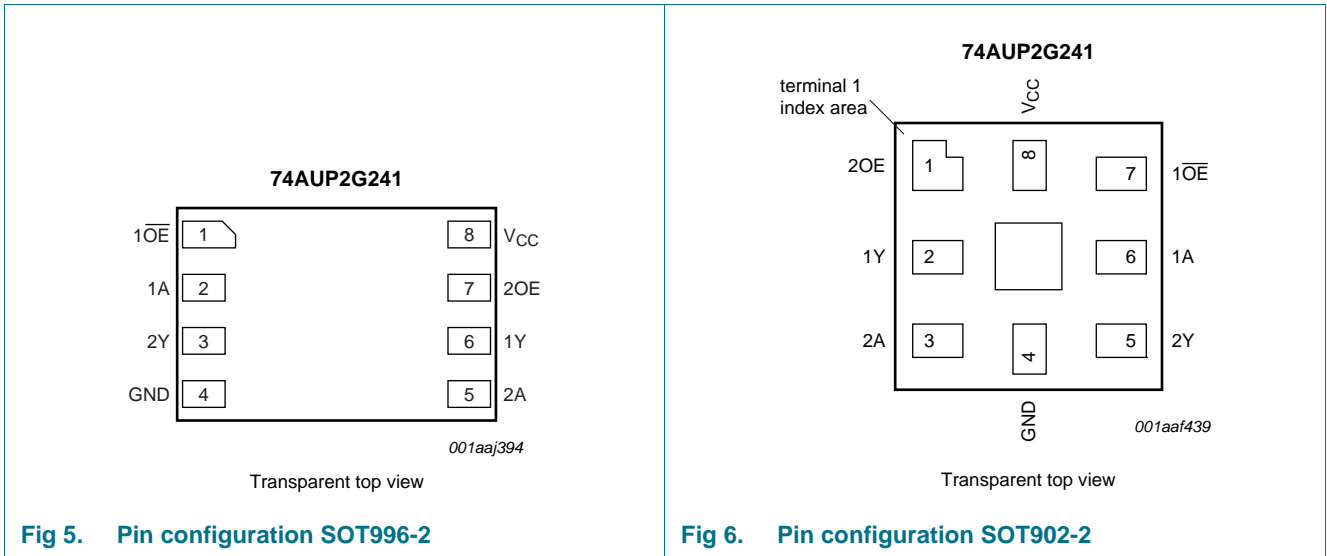 74AUP2G241
1O̅E̅ 1 8 VCC
1A 2 7 2OE
2Y 3 6 1Y
GND 4 5 2A
001aaj394
Transparent top view
Fig 5. Pin configuration SOT996-2
74AUP2G241
terminal 1
index area
VCC
2OE 1 8 7 1O̅E̅
1Y 2 6 1A
2A 3 4 5 2Y
GND
001aaf439
Transparent top view
Fig 6. Pin configuration SOT902-2